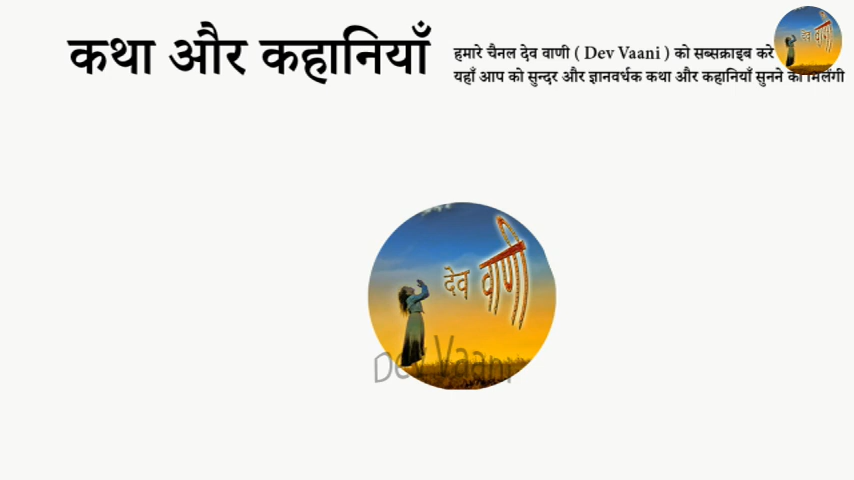 कथा और कहानियाँ
हमारे चैनल देव वाणी ( Dev Vaani ) को सब्सक्राइब करे
यहाँ आप को सुन्दर और ज्ञानवर्धक कथा और कहानियाँ सुनने को मिलेंगी
देव वाणी
देव वाणी
Dev Vaani